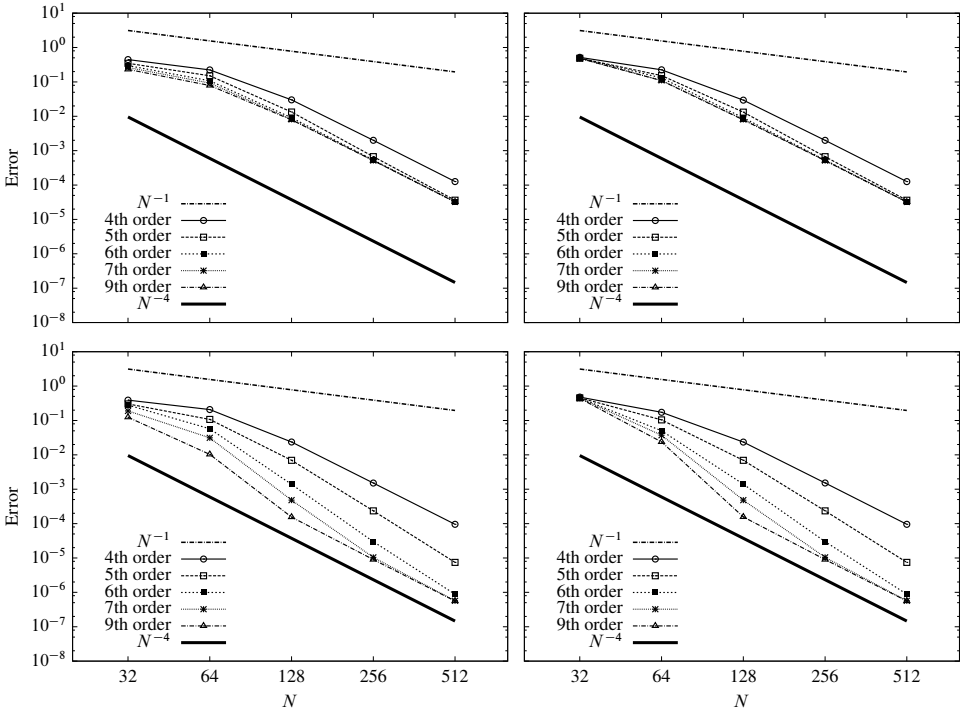 10^1
10^0
10^−1
10^−2
10^−3
10^−4
10^−5
10^−6
10^−7
10^−8
Error
N^−1
4th order
5th order
6th order
7th order
9th order
N^−4
N^−1
4th order
5th order
6th order
7th order
9th order
N^−4
10^1
10^0
10^−1
10^−2
10^−3
10^−4
10^−5
10^−6
10^−7
10^−8
Error
N^−1
4th order
5th order
6th order
7th order
9th order
N^−4
32 64 128 256 512
N
N^−1
4th order
5th order
6th order
7th order
9th order
N^−4
32 64 128 256 512
N